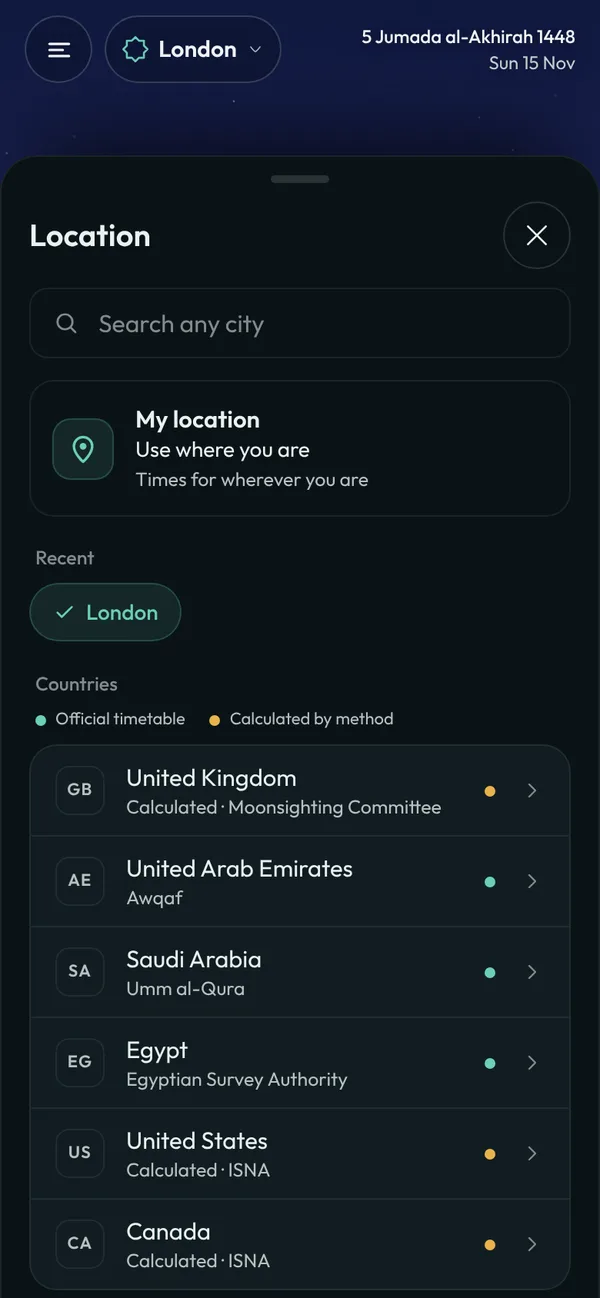 London
5 Jumada al-Akhirah 1448
Sun 15 Nov
Location
Search any city
My location
Use where you are
Times for wherever you are
Recent
London
Countries
Official timetable
Calculated by method
GB
United Kingdom
Calculated · Moonsighting Committee
AE
United Arab Emirates
Awqaf
SA
Saudi Arabia
Umm al-Qura
EG
Egypt
Egyptian Survey Authority
US
United States
Calculated · ISNA
CA
Canada
Calculated · ISNA